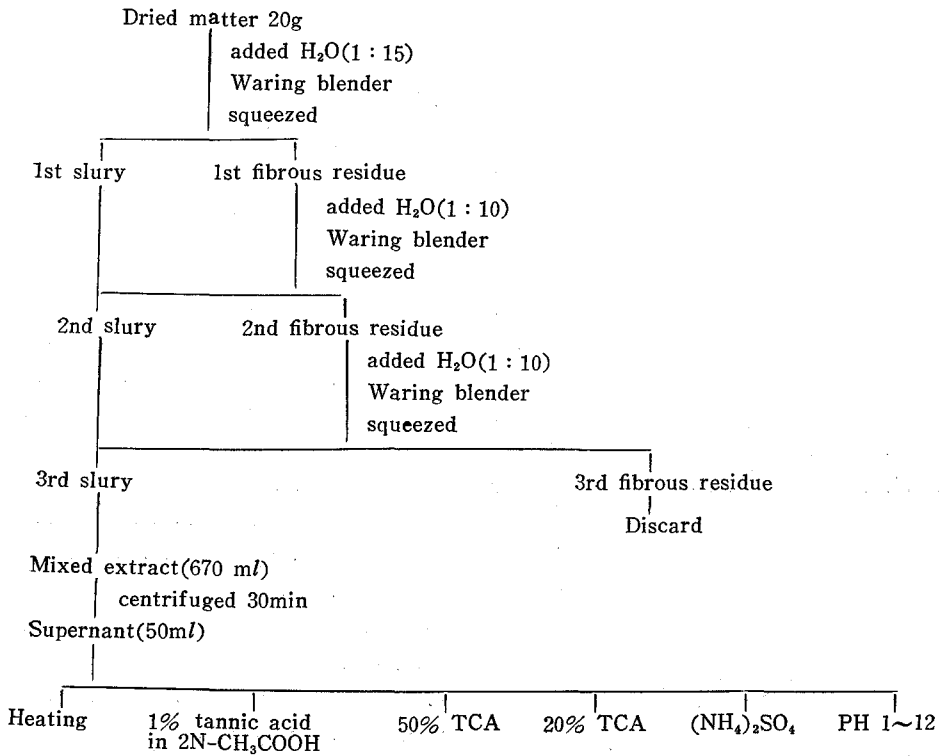 Dried matter 20g
added H₂O(1 : 15)
Waring blender
squeezed
1st slury
1st fibrous residue
added H₂O(1 : 10)
Waring blender
squeezed
2nd slury
2nd fibrous residue
added H₂O(1 : 10)
Waring blender
squeezed
3rd slury
3rd fibrous residue
Discard
Mixed extract(670 ml)
centrifuged 30min
Supernant(50ml)
Heating
1% tannic acid
in 2N-CH₃COOH
50% TCA
20% TCA
(NH₄)₂SO₄
PH 1~12